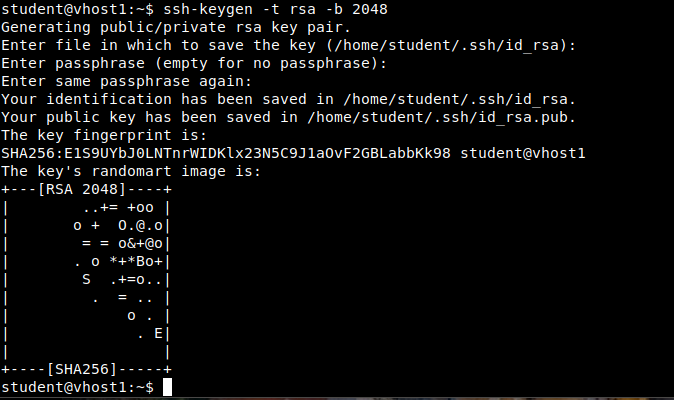 student@vhost1:~$ ssh-keygen -t rsa -b 2048
Generating public/private rsa key pair.
Enter file in which to save the key (/home/student/.ssh/id_rsa):
Enter passphrase (empty for no passphrase):
Enter same passphrase again:
Your identification has been saved in /home/student/.ssh/id_rsa.
Your public key has been saved in /home/student/.ssh/id_rsa.pub.
The key fingerprint is:
SHA256:E1S9UYbJ0LNTnrWIDKlx23N5C9J1aOvF2GBLabbKk98 student@vhost1
The key's randomart image is:
+---[RSA 2048]----+
|        ..+= +oo |
|       o +  O.@.o|
|        = = o&+@o|
|       . o *+*Bo+|
|        S  .+=o..|
|         .  = .. |
|             o . |
|              . E|
|                 |
+----[SHA256]-----+
student@vhost1:~$